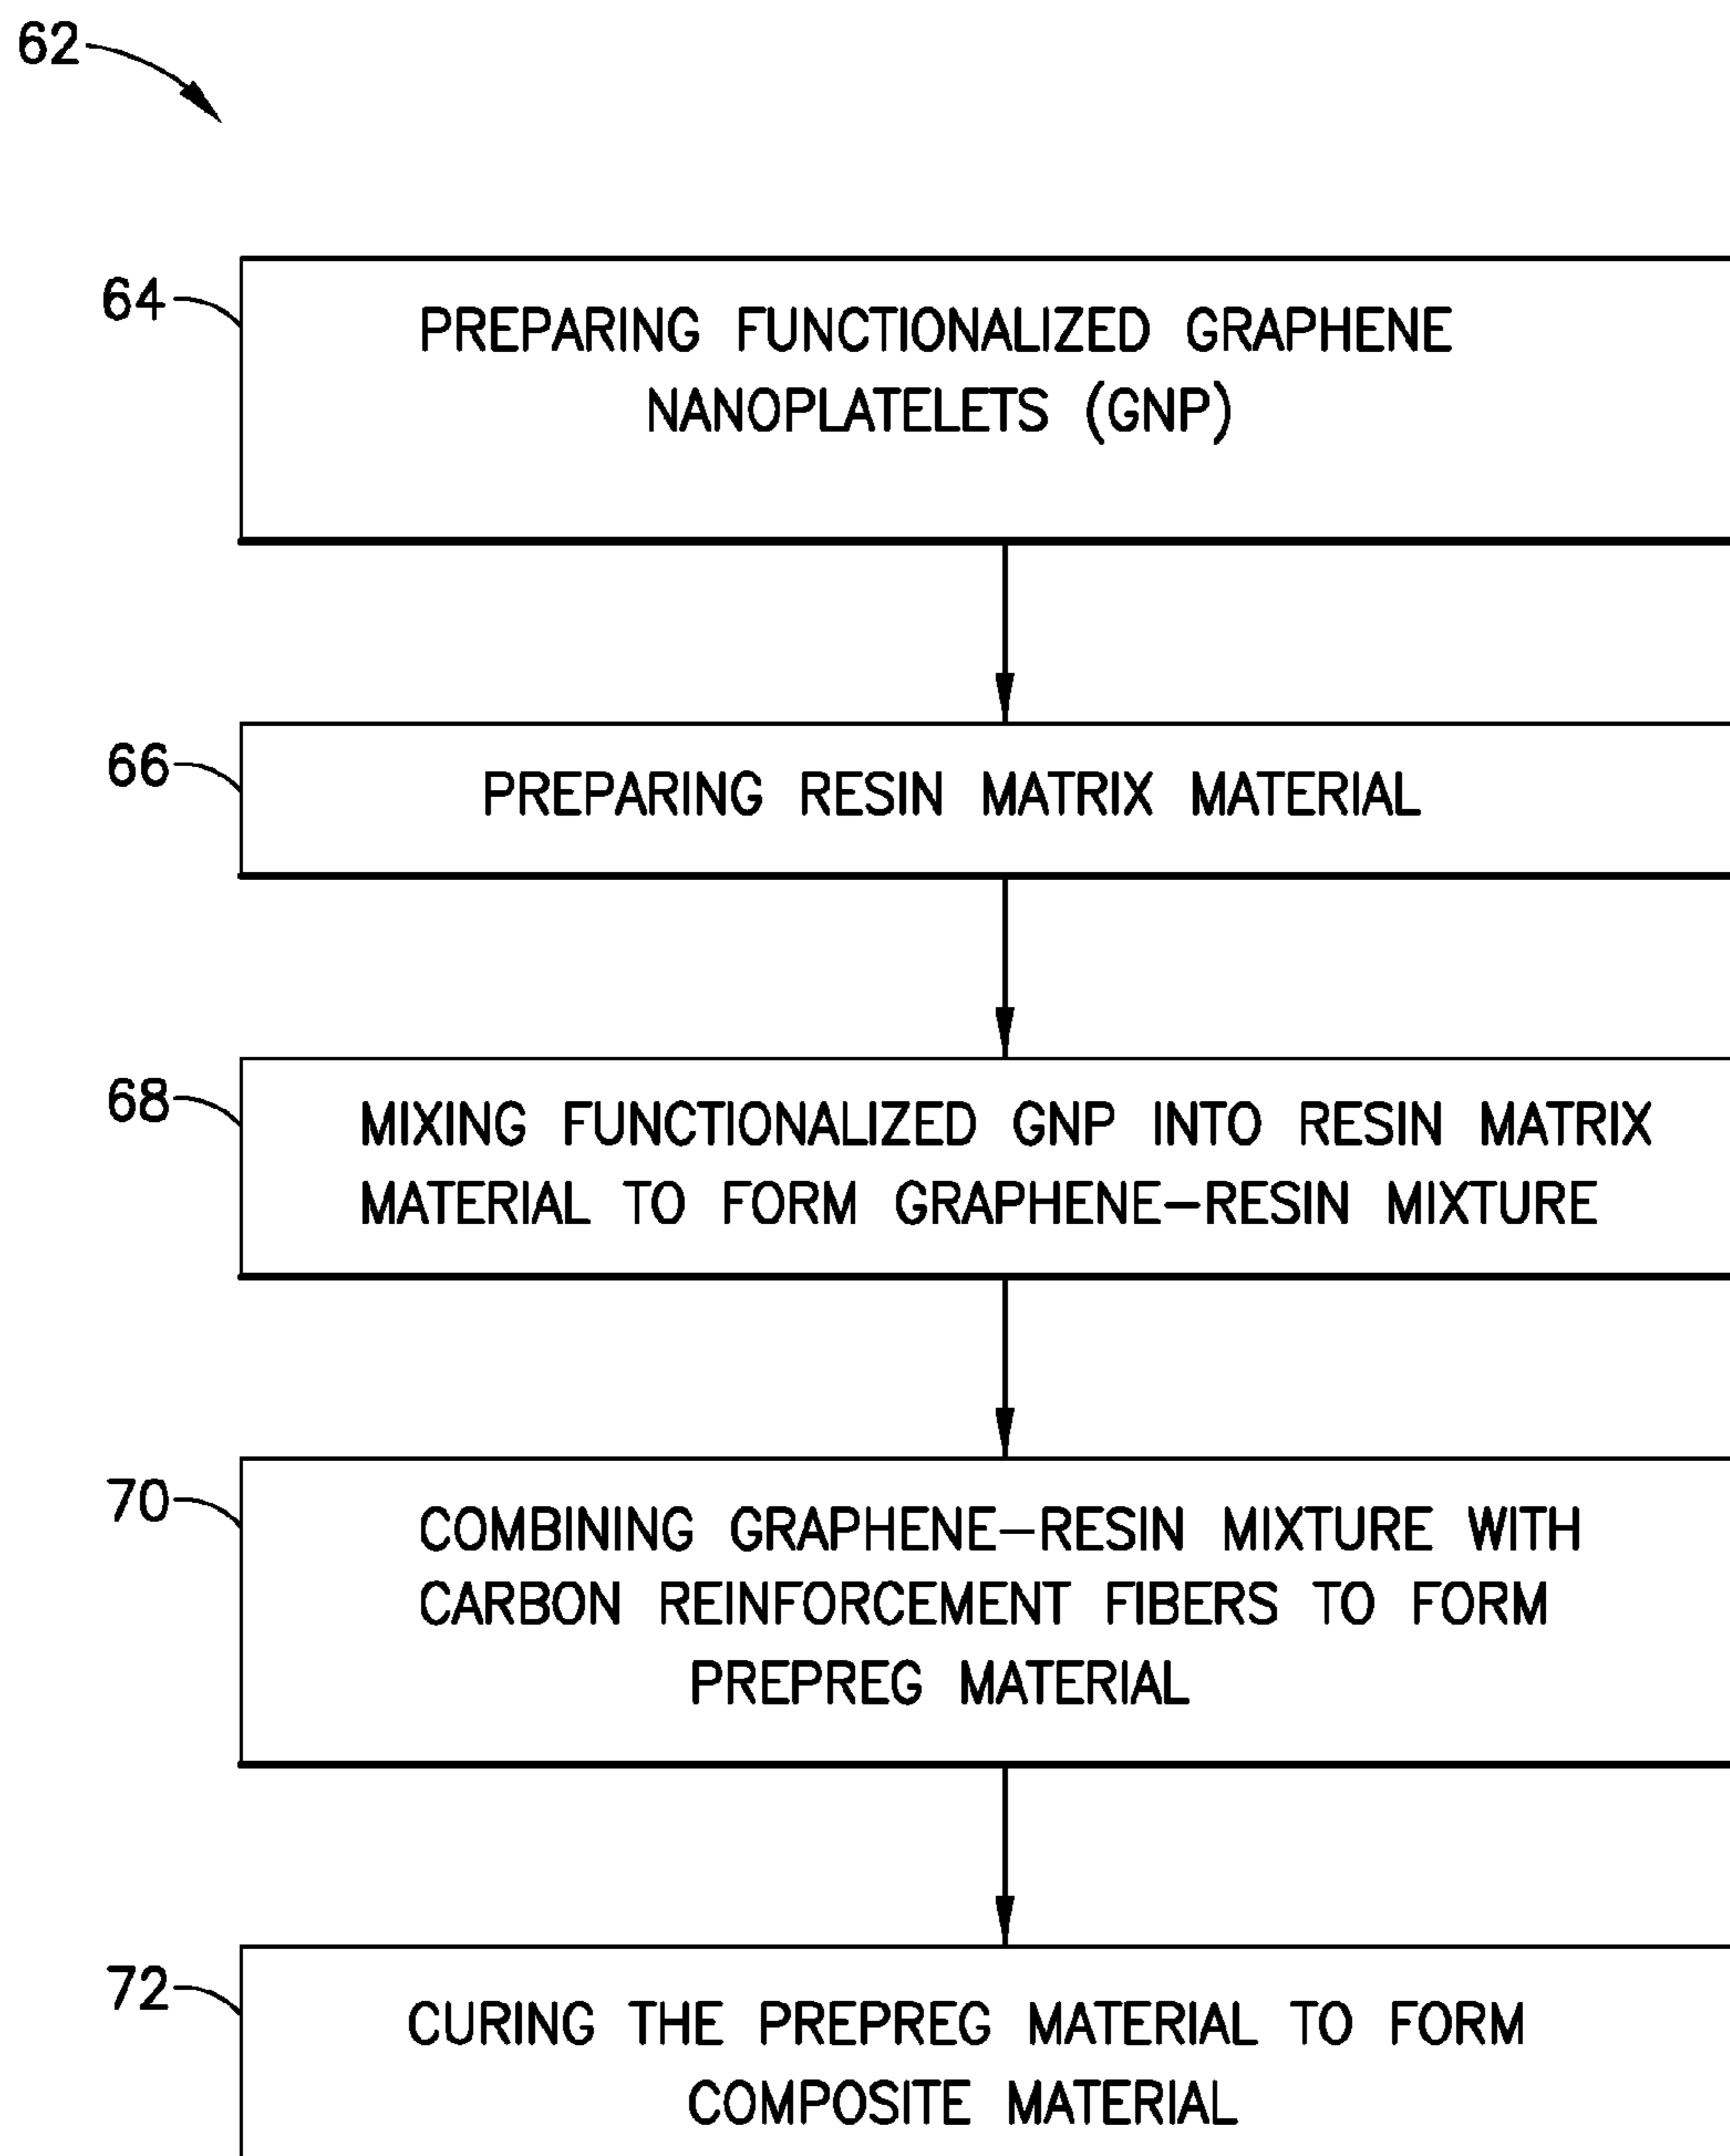 62
64
PREPARING FUNCTIONALIZED GRAPHENE
NANOPLATELETS (GNP)
66
PREPARING RESIN MATRIX MATERIAL
68
MIXING FUNCTIONALIZED GNP INTO RESIN MATRIX
MATERIAL TO FORM GRAPHENE–RESIN MIXTURE
70
COMBINING GRAPHENE–RESIN MIXTURE WITH
CARBON REINFORCEMENT FIBERS TO FORM
PREPREG MATERIAL
72
CURING THE PREPREG MATERIAL TO FORM
COMPOSITE MATERIAL